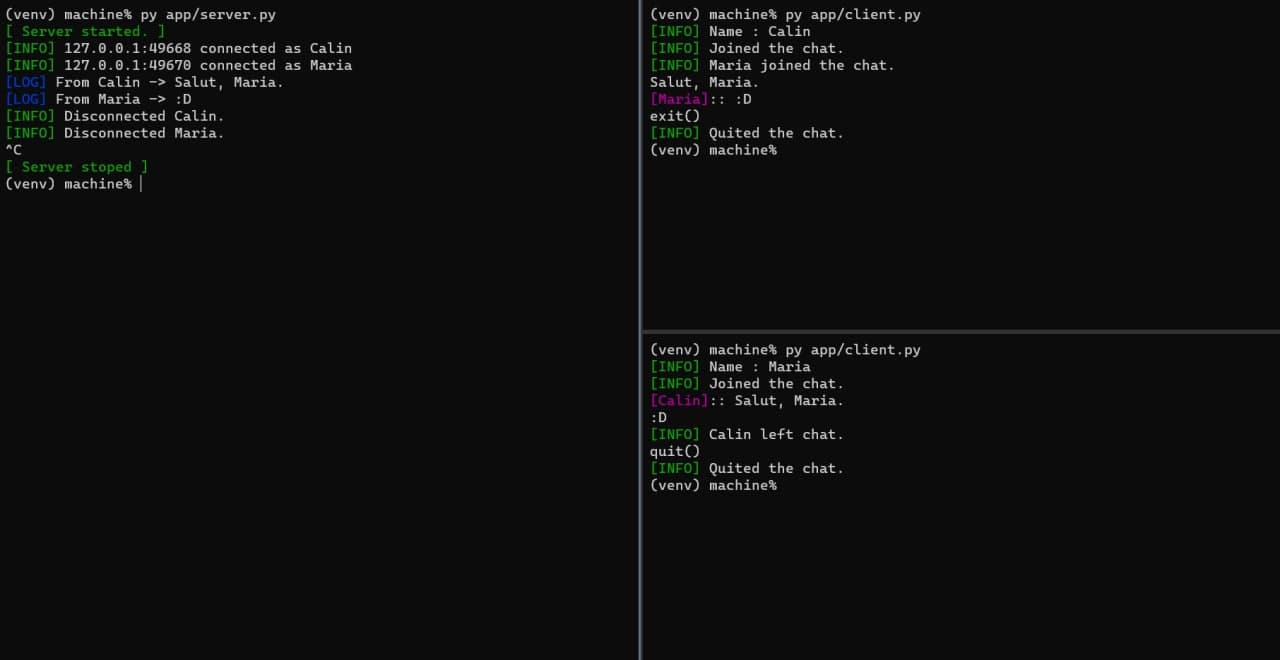 (venv) machine% py app/server.py
[ Server started. ]
[INFO] 127.0.0.1:49668 connected as Calin
[INFO] 127.0.0.1:49670 connected as Maria
[LOG] From Calin -> Salut, Maria.
[LOG] From Maria -> :D
[INFO] Disconnected Calin.
[INFO] Disconnected Maria.
^C
[ Server stoped ]
(venv) machine%
(venv) machine% py app/client.py
[INFO] Name : Calin
[INFO] Joined the chat.
[INFO] Maria joined the chat.
Salut, Maria.
[Maria]:: :D
exit()
[INFO] Quited the chat.
(venv) machine%
(venv) machine% py app/client.py
[INFO] Name : Maria
[INFO] Joined the chat.
[Calin]:: Salut, Maria.
:D
[INFO] Calin left chat.
quit()
[INFO] Quited the chat.
(venv) machine%